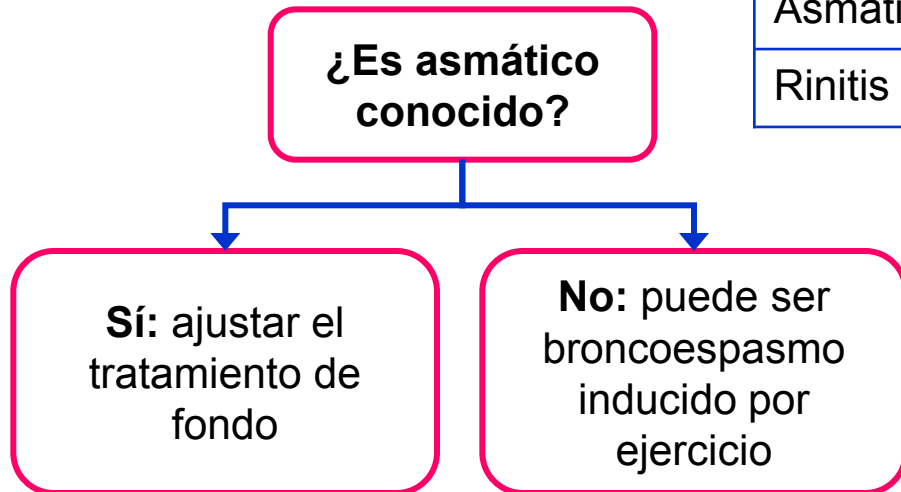 ¿Es asmático
conocido?
Rinitis
Sí: ajustar el
tratamiento de
fondo
No: puede ser
broncoespasmo
inducido por
ejercicio